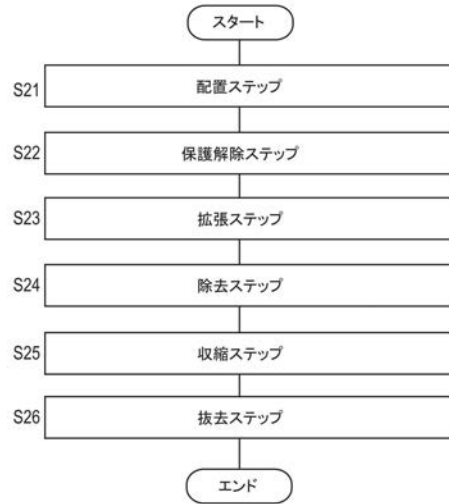 スタート
S21 配置ステップ
S22 保護解除ステップ
S23 拡張ステップ
S24 除去ステップ
S25 収縮ステップ
S26 抜去ステップ
エンド